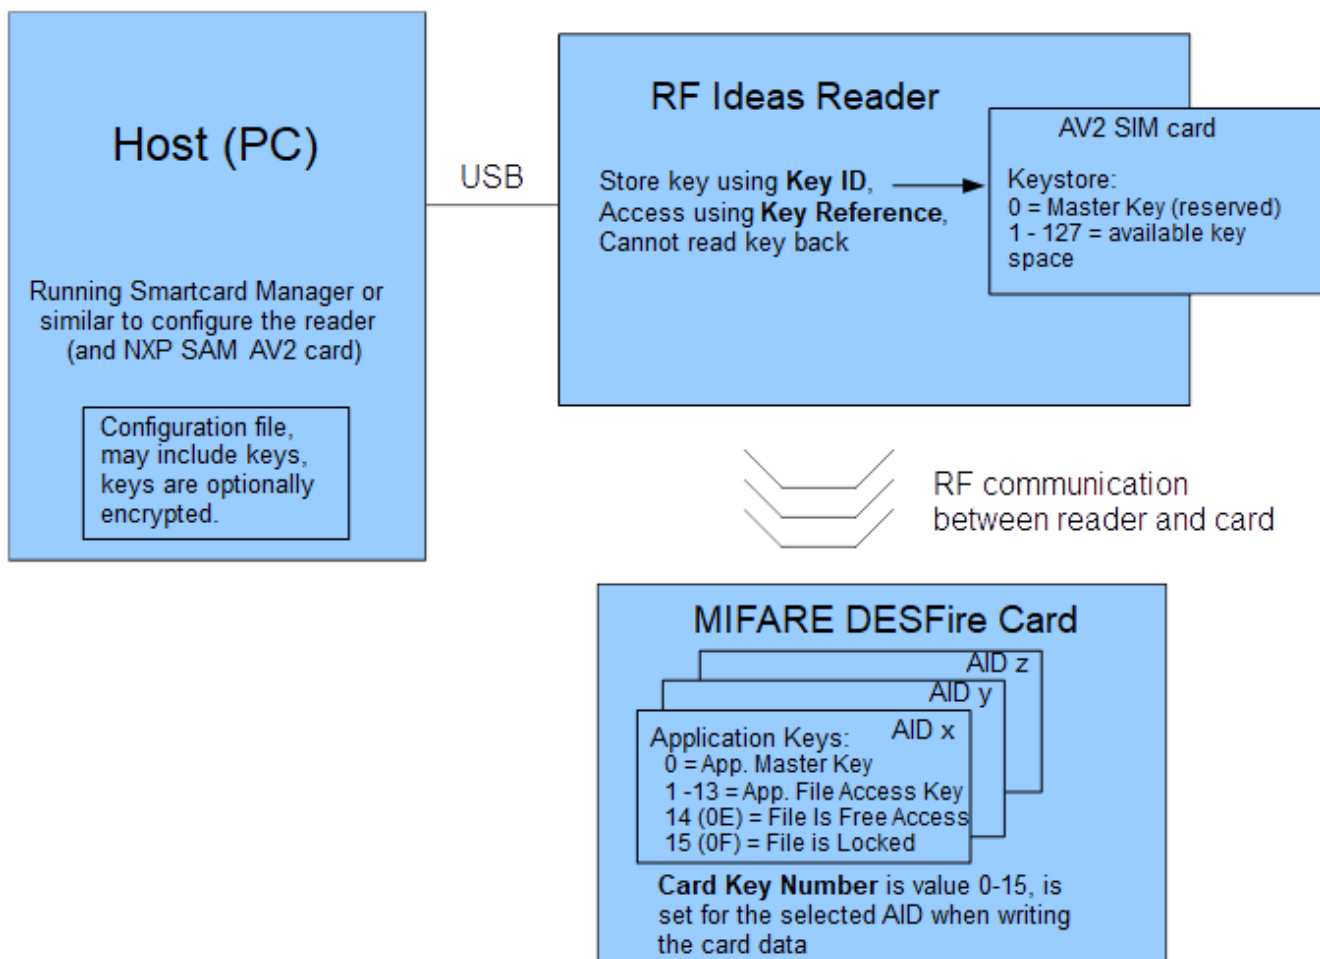 Host (PC)
Running Smartcard Manager or
similar to configure the reader
(and NXP SAM AV2 card)
Configuration file,
may include keys,
keys are optionally
encrypted.
USB
RF Ideas Reader
Store key using Key ID,
Access using Key Reference,
Cannot read key back
AV2 SIM card
Keystore:
0 = Master Key (reserved)
1 - 127 = available key
space
RF communication
between reader and card
MIFARE DESFire Card
AID z
AID y
AID x
Application Keys:
0 = App. Master Key
1 -13 = App. File Access Key
14 (0E) = File Is Free Access
15 (0F) = File is Locked
Card Key Number is value 0-15, is
set for the selected AID when writing
the card data